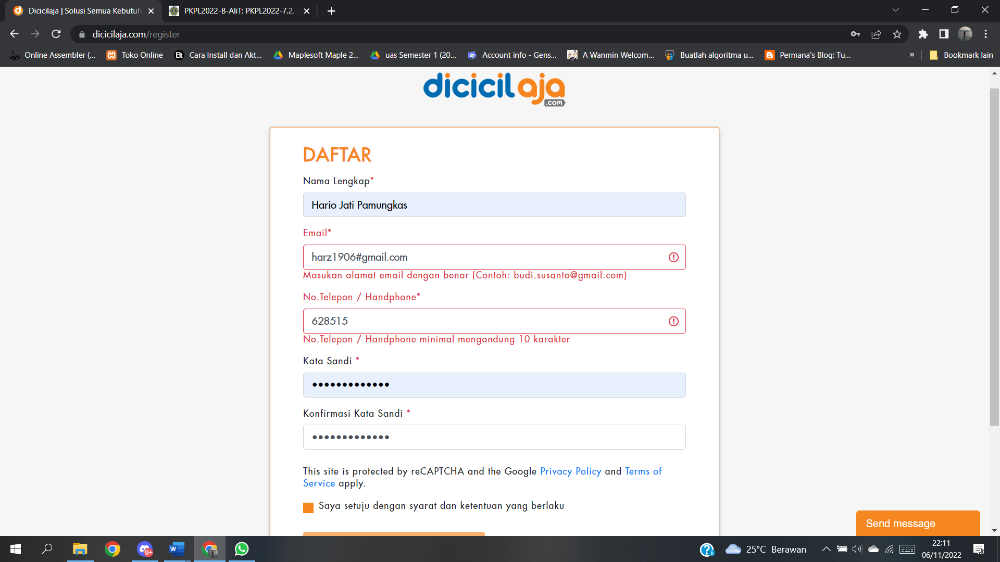 Dicicilaja | Solusi Semua Kebutuh
PKPL2022-B-AliT: PKPL2022-7.2.
dicicilaja.com/register
Online Assembler (...
Toko Online
Cara Install dan Akt...
Maplesoft Maple 2...
uas Semester 1 (20...
Account info - Gens...
A Wanmin Welcom...
Buatlah algoritma u...
Permana's Blog: Tu...
»
Bookmark lain
dicicilaja
.com
DAFTAR
Nama Lengkap*
Hario Jati Pamungkas
Email*
harz1906#gmail.com
Masukan alamat email dengan benar (Contoh: budi.susanto@gmail.com)
No.Telepon / Handphone*
628515
No.Telepon / Handphone minimal mengandung 10 karakter
Kata Sandi *
•••••••••••••
Konfirmasi Kata Sandi *
•••••••••••••
This site is protected by reCAPTCHA and the Google Privacy Policy and Terms of
Service apply.
Saya setuju dengan syarat dan ketentuan yang berlaku
Send message
9+
25°C Berawan
22:11
06/11/2022